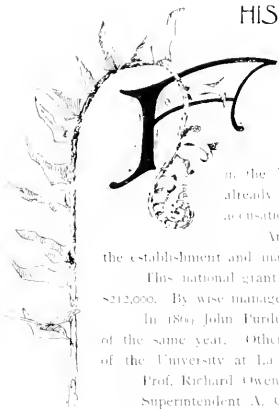 HIS
F
in the
already
accusatio
An
the establishment and ma
This national grant
$212,000. By wise manage
In 1869 John Purdu
of the same year. Othe
of the University at La
Prof. Richard Owen
Superintendent A. C